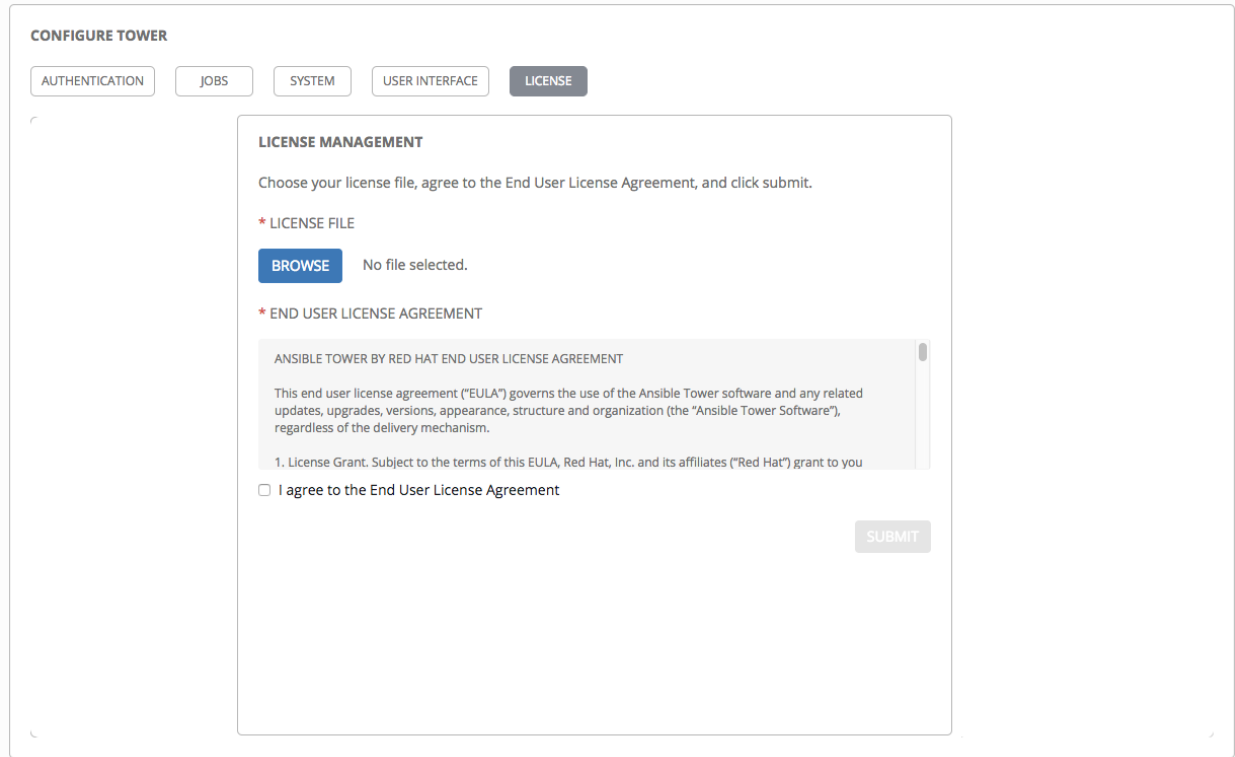 CONFIGURE TOWER
AUTHENTICATION JOBS SYSTEM USER INTERFACE LICENSE
LICENSE MANAGEMENT
Choose your license file, agree to the End User License Agreement, and click submit.
* LICENSE FILE
BROWSE No file selected.
* END USER LICENSE AGREEMENT
ANSIBLE TOWER BY RED HAT END USER LICENSE AGREEMENT
This end user license agreement (“EULA”) governs the use of the Ansible Tower software and any related
updates, upgrades, versions, appearance, structure and organization (the “Ansible Tower Software”),
regardless of the delivery mechanism.
1. License Grant. Subject to the terms of this EULA, Red Hat, Inc. and its affiliates (“Red Hat”) grant to you
I agree to the End User License Agreement
SUBMIT